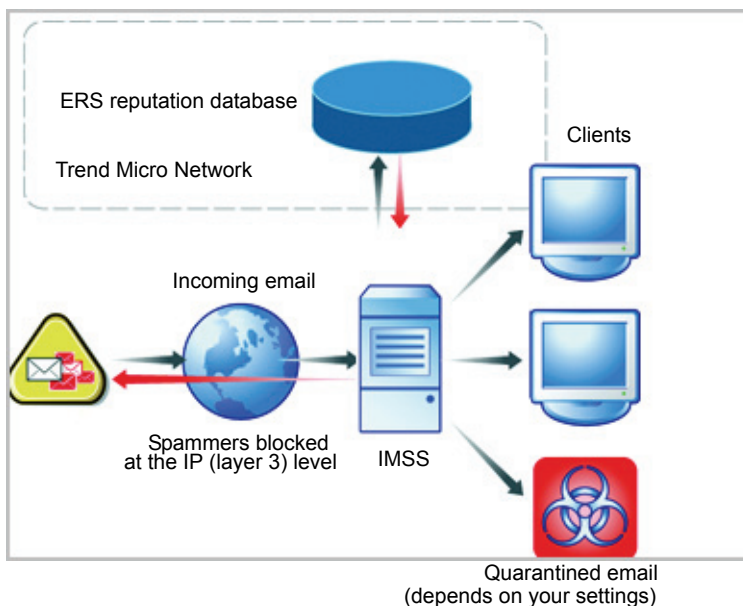 ERS reputation database
Clients
Trend Micro Network
Incoming email
Spammers blocked
at the IP (layer 3) level
IMSS
Quarantined email
(depends on your settings)